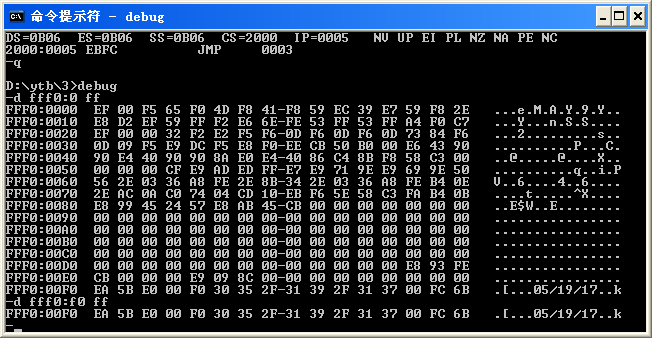 命令提示符 - debug
DS=0B06  ES=0B06  SS=0B06  CS=2000  IP=0005   NV UP EI PL NZ NA PE NC
2000:0005 EBFC          JMP     0003
-q
D:\ytb\3>debug
-d fff0:0 ff
FFF0:0000  EF 00 F5 65 F0 4D F8 41-F8 59 EC 39 E7 59 F8 2E   ...e.M.A.Y.9.Y..
FFF0:0010  E8 D2 EF 59 FF F2 E6 6E-FE 53 FF 53 FF A4 F0 C7   ...Y...n.S.S....
FFF0:0020  EF 00 00 32 F2 E2 F5 F6-0D F6 0D F6 0D 73 84 F6   ...2.........s..
FFF0:0030  0D 09 F5 E9 DC F5 E8 F0-EE CB 50 B0 00 E6 43 90   ..........P...C.
FFF0:0040  90 E4 40 90 90 8A E0 E4-40 86 C4 8B F8 58 C3 00   ..@.....@....X..
FFF0:0050  00 00 00 CF E9 AD ED FF-E7 E9 71 9E E9 69 9E 50   ..........q..i.P
FFF0:0060  56 2E 03 36 A8 FE 2E 8B-34 2E 03 36 A8 FE B4 0E   V..6....4..6....
FFF0:0070  2E AC 0A C0 74 04 CD 10-EB F6 5E 58 C3 FA B4 0B   ....t.....^X....
FFF0:0080  E8 99 45 24 57 E8 AB 45-CB 00 00 00 00 00 00 00   ..E$W..E........
FFF0:0090  00 00 00 00 00 00 00 00-00 00 00 00 00 00 00 00   ................
FFF0:00A0  00 00 00 00 00 00 00 00-00 00 00 00 00 00 00 00   ................
FFF0:00B0  00 00 00 00 00 00 00 00-00 00 00 00 00 00 00 00   ................
FFF0:00C0  00 00 00 00 00 00 00 00-00 00 00 00 00 00 00 00   ................
FFF0:00D0  00 00 00 00 00 00 00 00-00 00 00 00 00 E8 93 FE   ................
FFF0:00E0  CB 00 00 00 E9 09 8C 00-00 00 00 00 00 00 00 00   ................
FFF0:00F0  EA 5B E0 00 F0 30 35 2F-31 39 2F 31 37 00 FC 6B   .[...05/19/17..k
-d fff0:f0 ff
FFF0:00F0  EA 5B E0 00 F0 30 35 2F-31 39 2F 31 37 00 FC 6B   .[...05/19/17..k
-